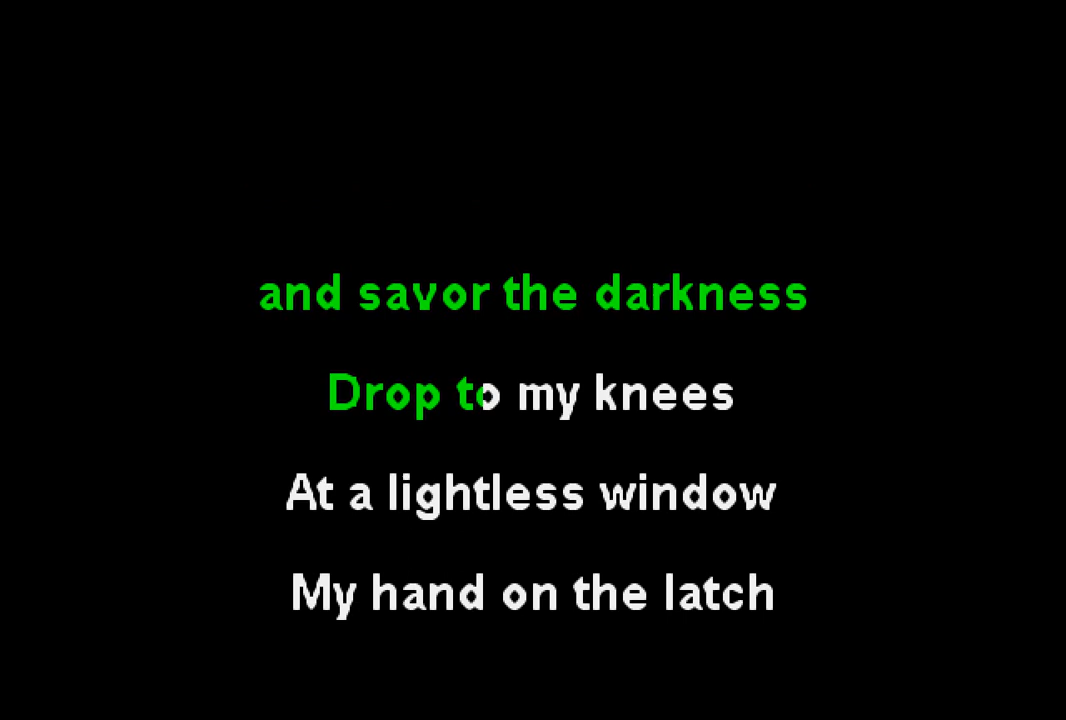 and savor the darkness
Drop to my knees
At a lightless window
My hand on the latch